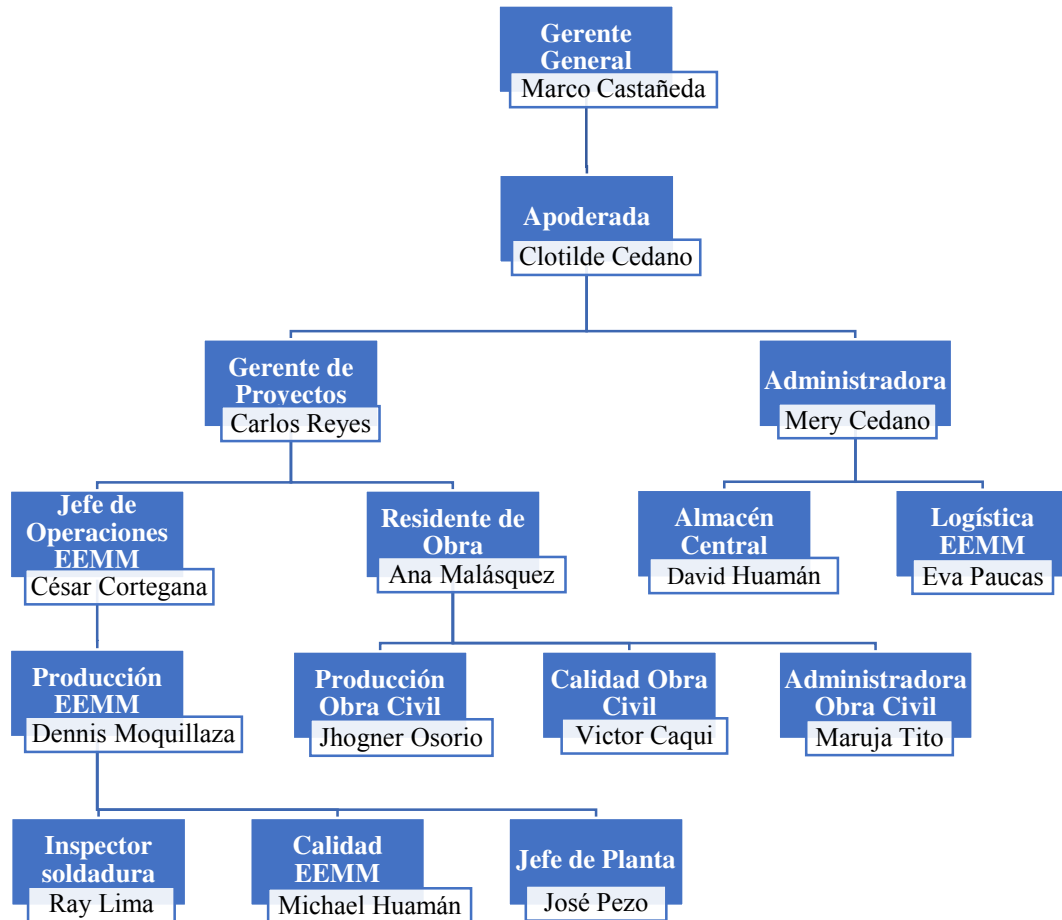 Gerente
General
Marco Castañeda
Apoderada
Clotilde Cedano
Gerente de
Proyectos
Carlos Reyes
Administradora
Mery Cedano
Jefe de
Operaciones
EEMM
César Cortegana
Residente de
Obra
Ana Malásquez
Almacén
Central
David Huamán
Logística
EEMM
Eva Paucas
Producción
EEMM
Dennis Moquillaza
Producción
Obra Civil
Jhogner Osorio
Calidad Obra
Civil
Victor Caqui
Administradora
Obra Civil
Maruja Tito
Inspector
soldadura
Ray Lima
Calidad
EEMM
Michael Huamán
Jefe de Planta
José Pezo